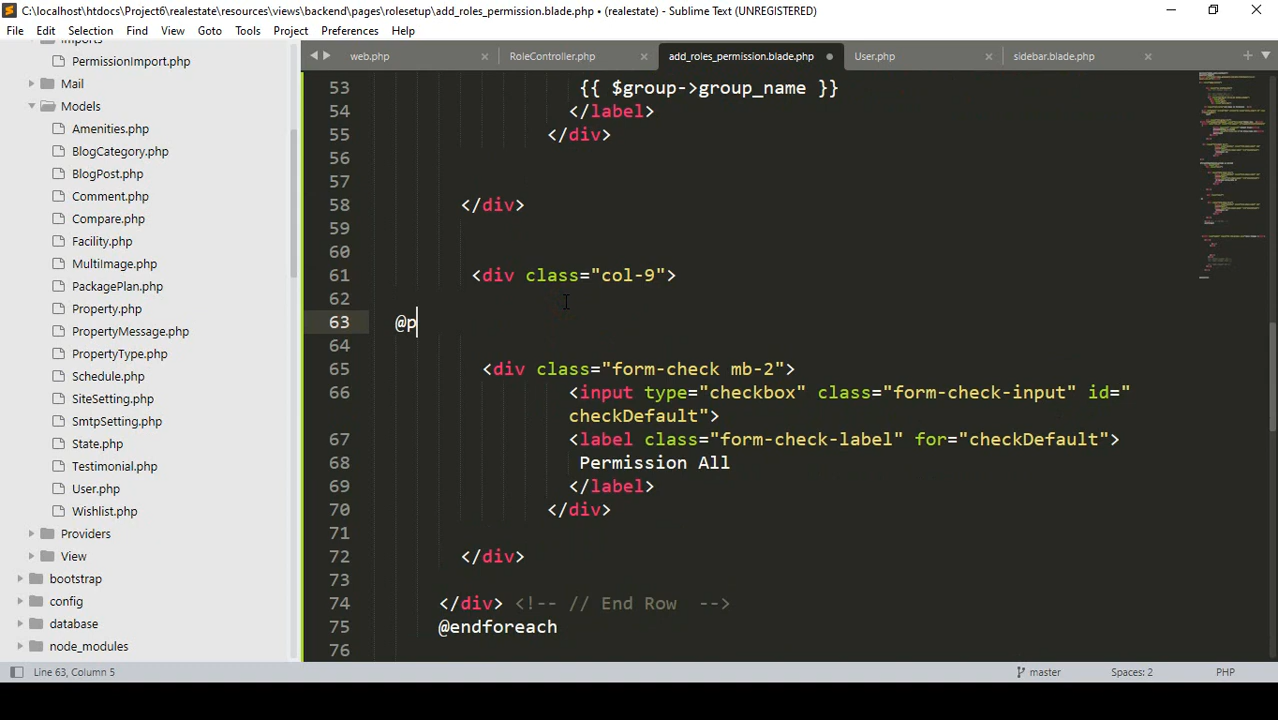 C:\localhost\htdocs\Project6\realestate\resources\views\backend\pages\rolesetup\add_roles_permission.blade.php • (realestate) - Sublime Text (UNREGISTERED)
File Edit Selection Find View Goto Tools Project Preferences Help
web.php RoleController.php add_roles_permission.blade.php User.php sidebar.blade.php
Imports
PermissionImport.php
Mail
Models
Amenities.php
BlogCategory.php
BlogPost.php
Comment.php
Compare.php
Facility.php
MultiImage.php
PackagePlan.php
Property.php
PropertyMessage.php
PropertyType.php
Schedule.php
SiteSetting.php
SmtpSetting.php
State.php
Testimonial.php
User.php
Wishlist.php
Providers
View
bootstrap
config
database
node_modules
53 {{ $group->group_name }}
54 </label>
55 </div>
56
57
58 </div>
59
60
61 <div class="col-9">
62
63 @p
64
65 <div class="form-check mb-2">
66 <input type="checkbox" class="form-check-input" id="
checkDefault">
67 <label class="form-check-label" for="checkDefault">
68 Permission All
69 </label>
70 </div>
71
72 </div>
73
74 </div> <!-- // End Row -->
75 @endforeach
76
Line 63, Column 5 master Spaces: 2 PHP